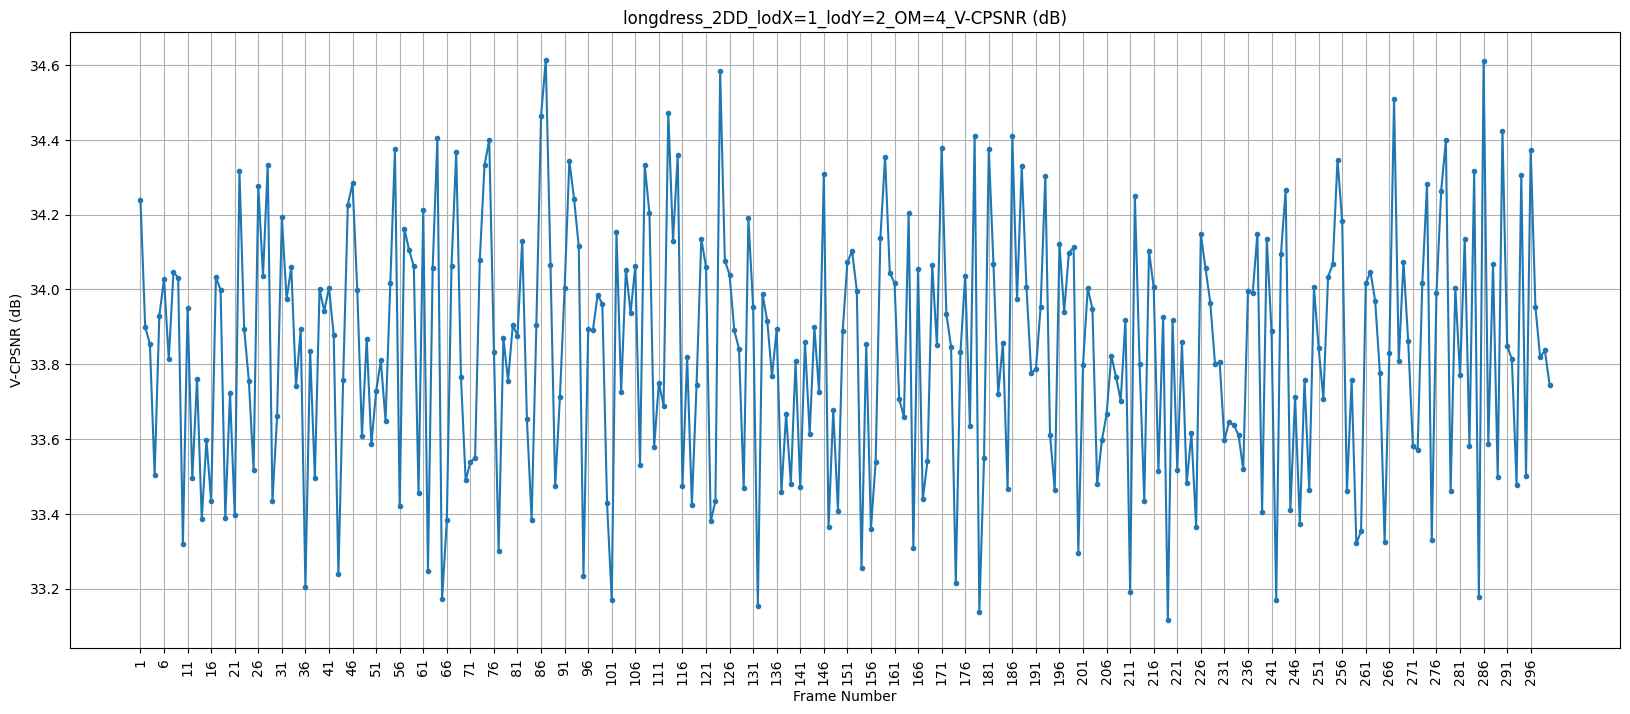 longdress_2DD_lodX=1_lodY=2_OM=4_V-CPSNR (dB)
34.6
34.4
34.2
34.0
33.8
33.6
33.4
33.2
V-CPSNR (dB)
1 6 11 16 21 26 31 36 41 46 51 56 61 66 71 76 81 86 91 96 101 106 111 116 121 126 131 136 141 146 151 156 161 166 171 176 181 186 191 196 201 206 211 216 221 226 231 236 241 246 251 256 261 266 271 276 281 286 291 296
Frame Number